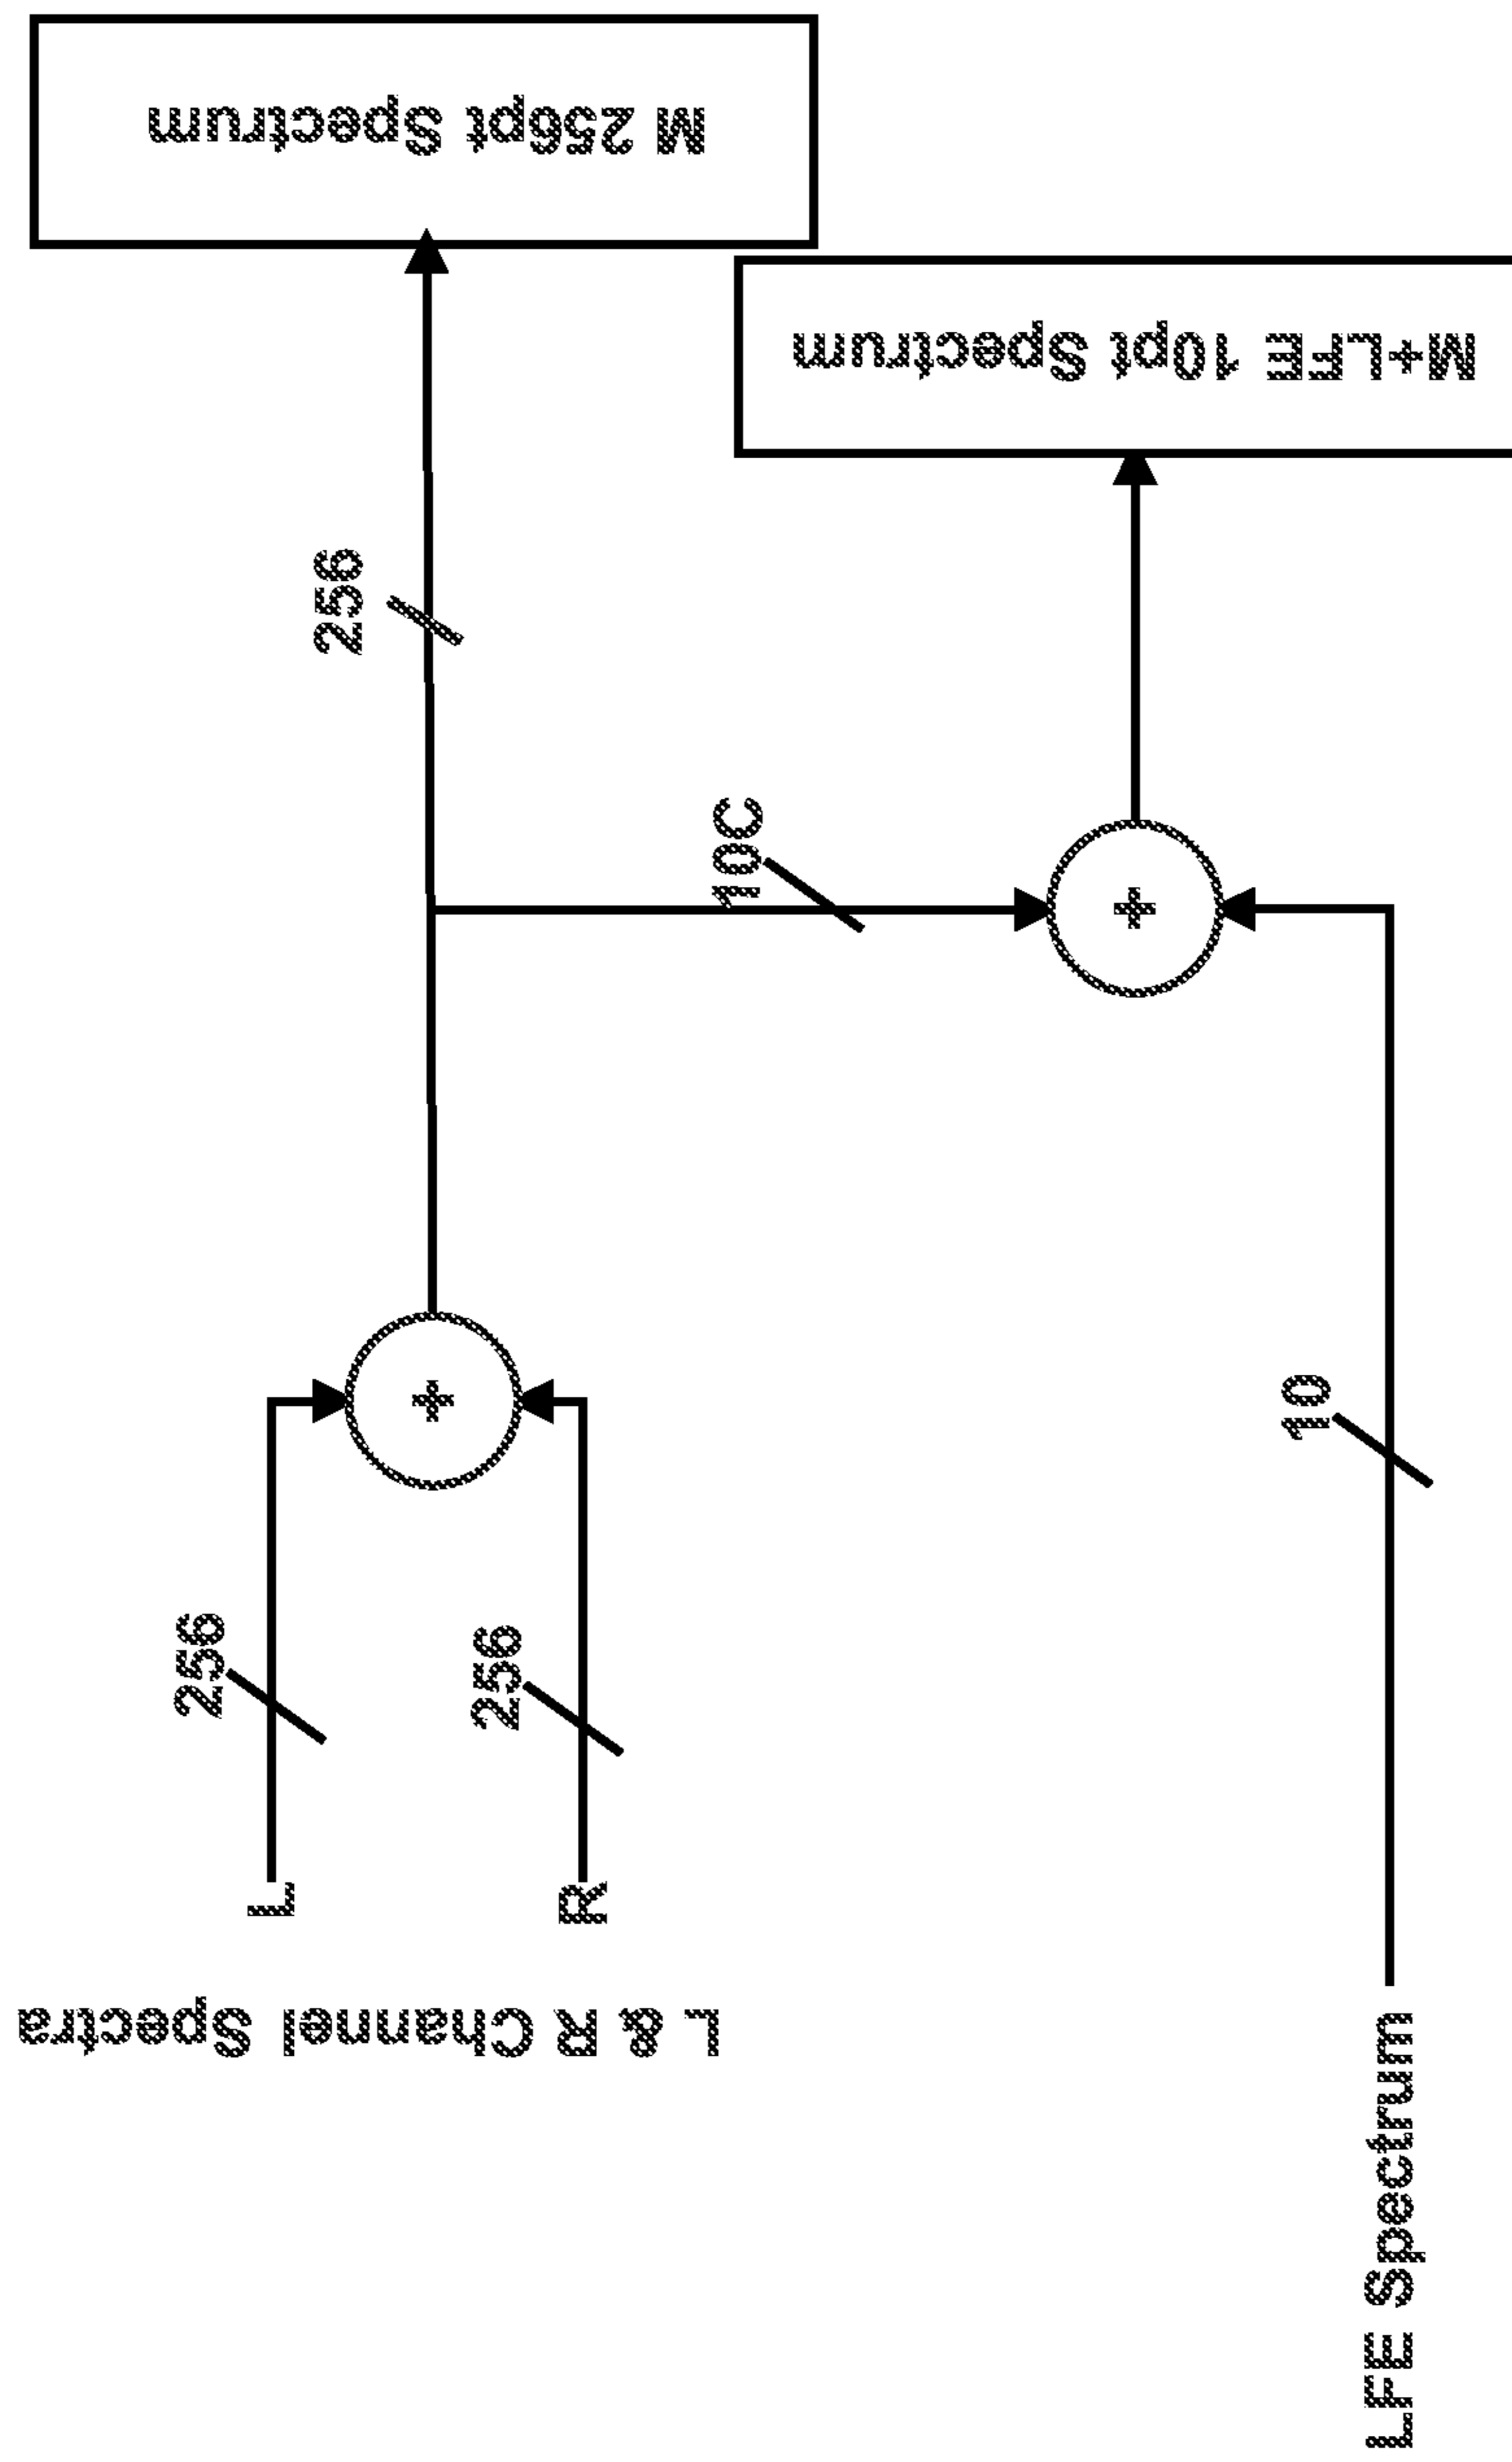 M 256pt Spectrum
M+LFE 10pt Spectrum
256
10C
+
+
10
256
256
L
R
L & R Channel Spectra
LFE Spectrum